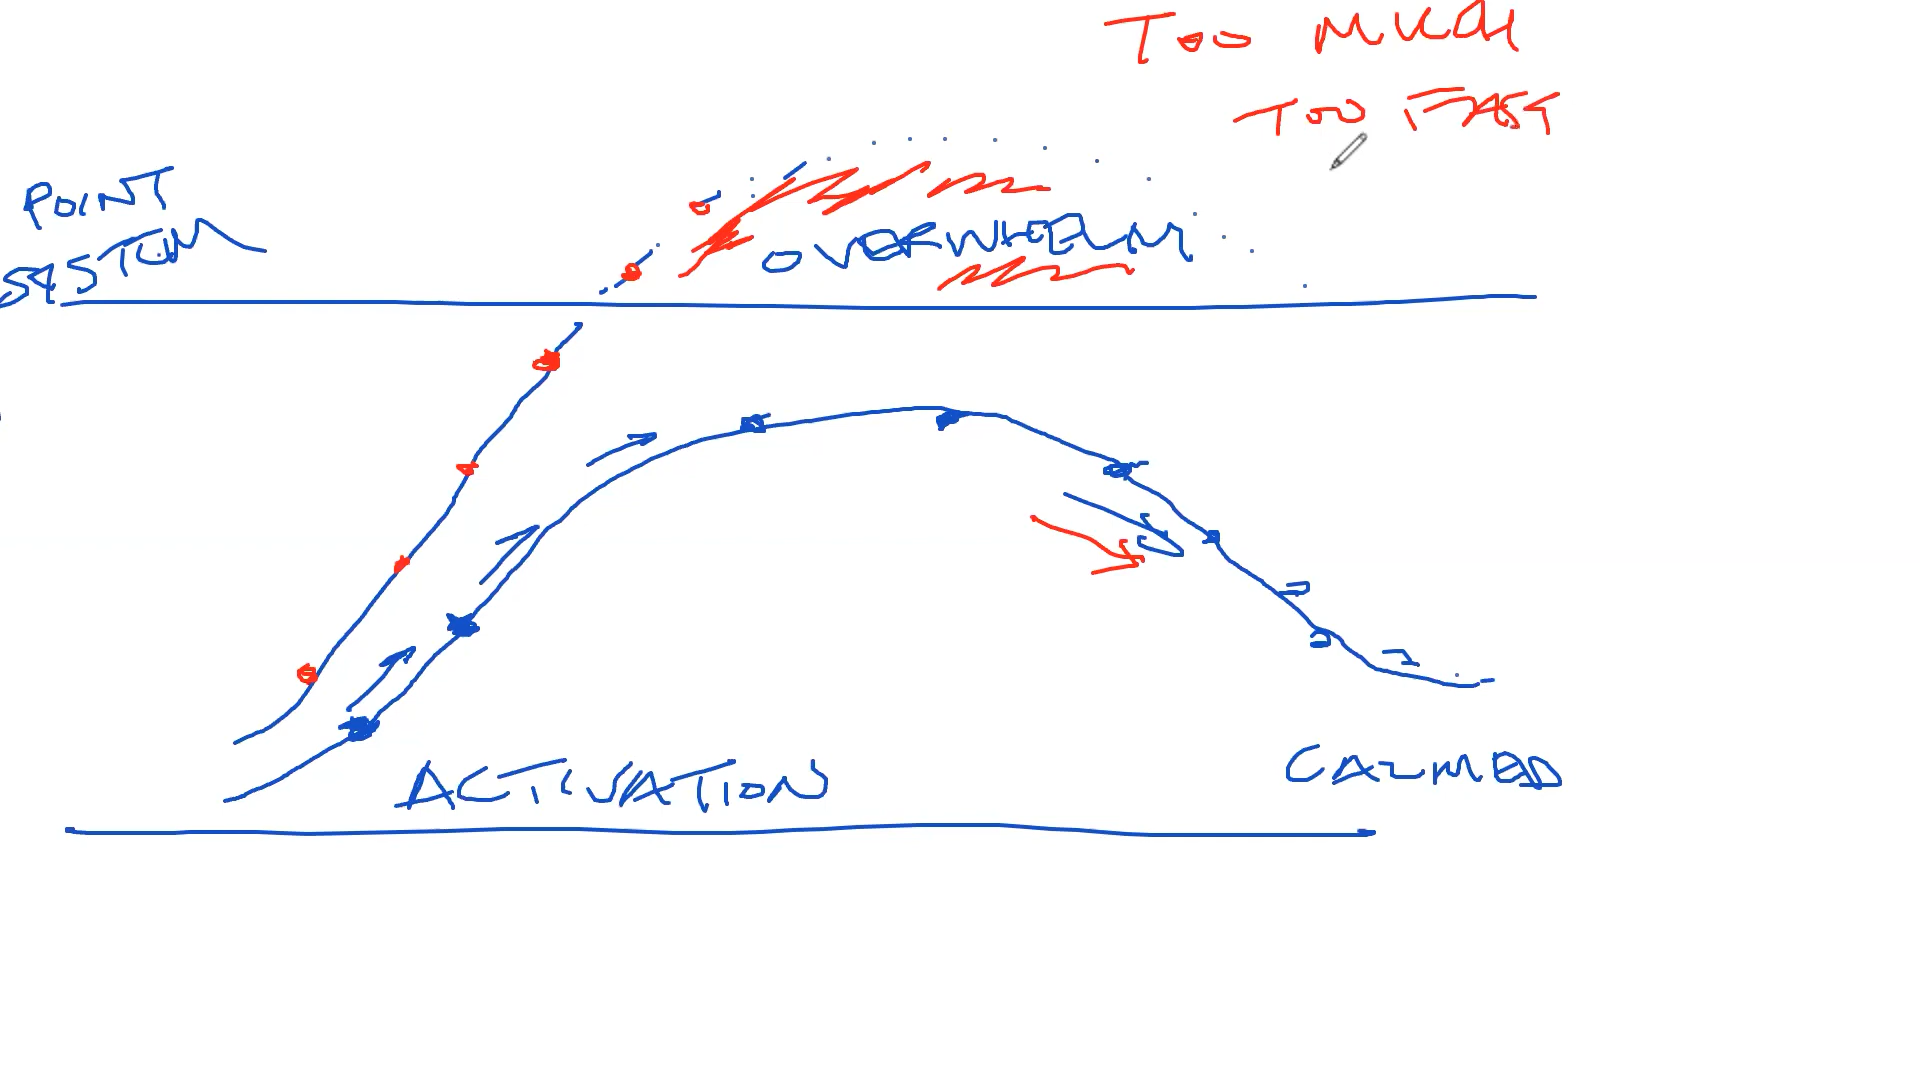 TOO MUCH
TOO FAST
POINT
SYSTEM
OVERWHELM
ACTIVATION
CALMED